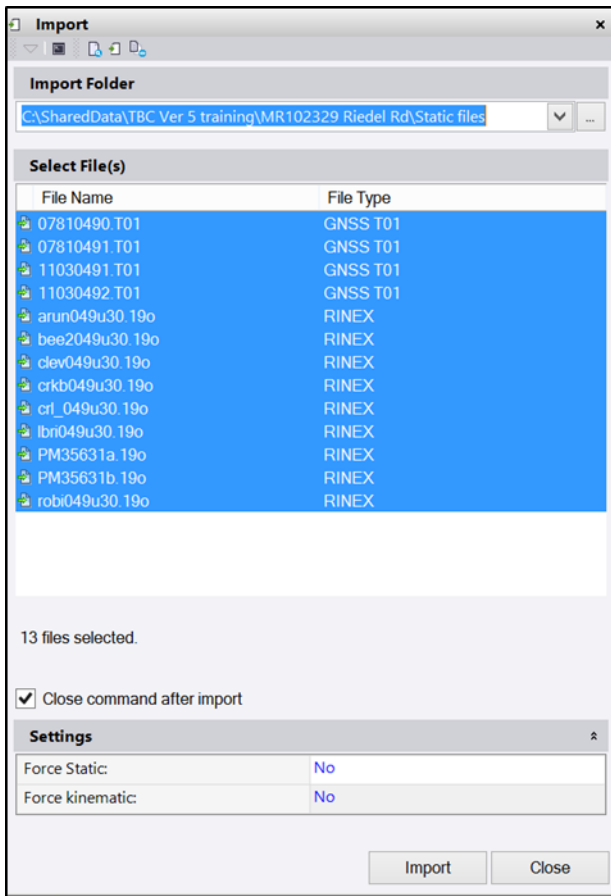 Import
Import Folder
C:\SharedData\TBC Ver 5 training\MR102329 Riedel Rd\Static files
...
Select File(s)
File Name File Type
07810490.T01 GNSS T01
07810491.T01 GNSS T01
11030491.T01 GNSS T01
11030492.T01 GNSS T01
arun049u30.19o RINEX
bee2049u30.19o RINEX
clev049u30.19o RINEX
crkb049u30.19o RINEX
crl_049u30.19o RINEX
lbri049u30.19o RINEX
PM35631a.19o RINEX
PM35631b.19o RINEX
robi049u30.19o RINEX
13 files selected.
Close command after import
Settings
Force Static: No
Force kinematic: No
Import Close